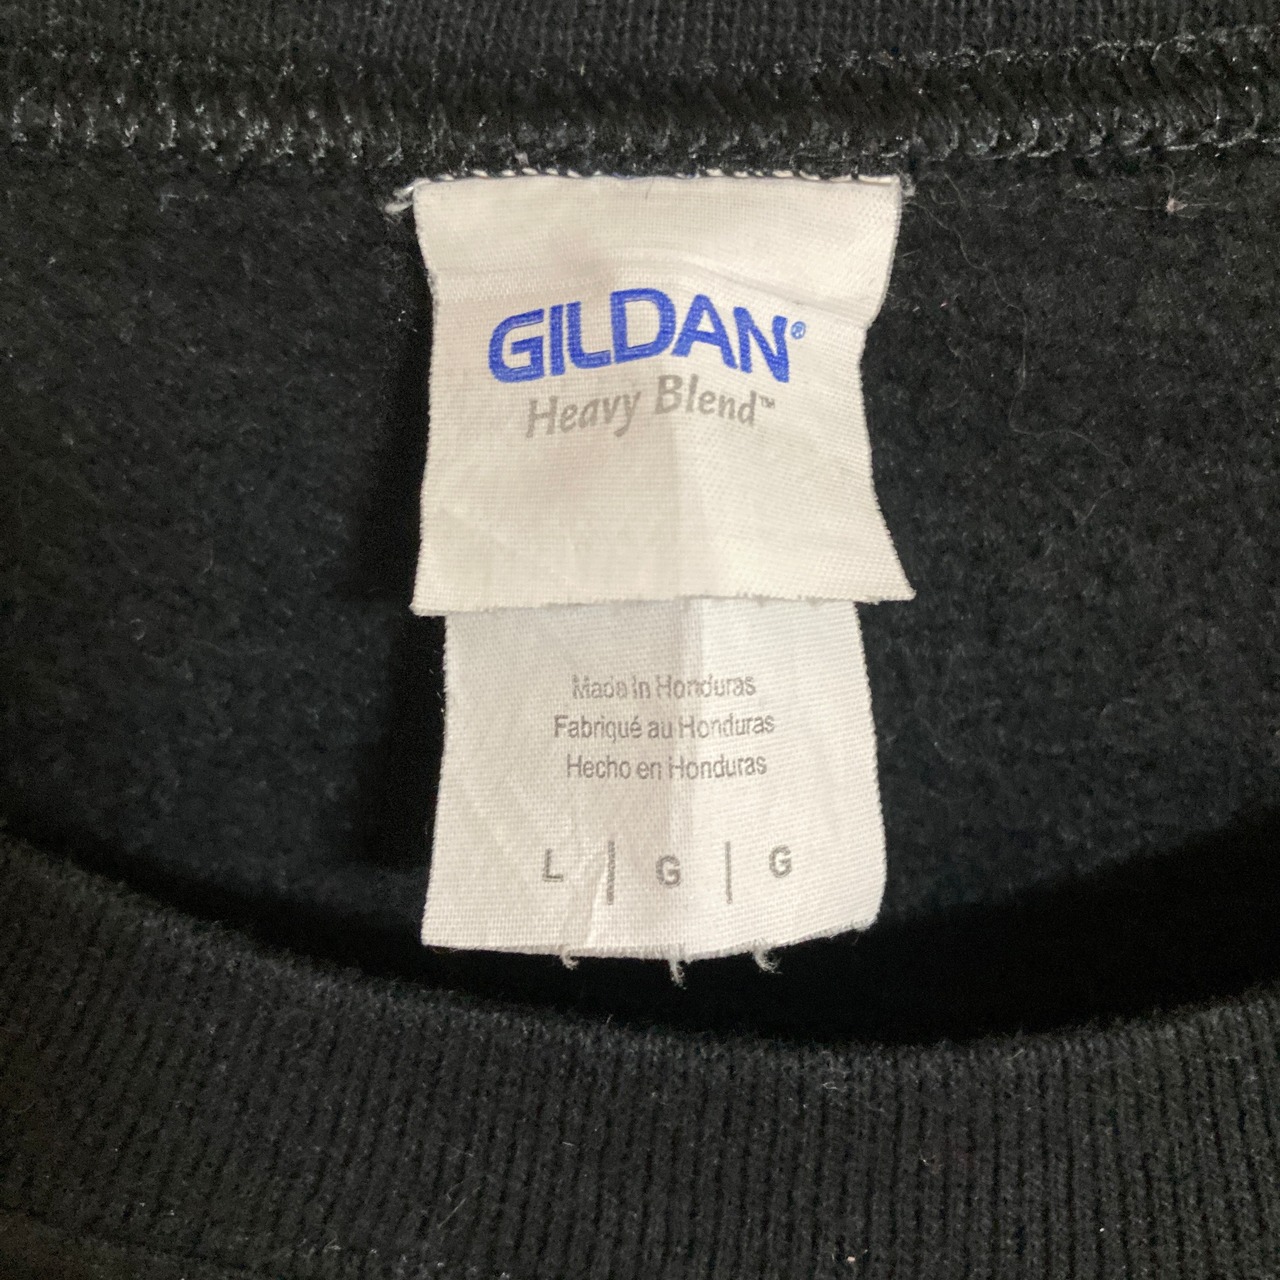 GILDAN®
Heavy Blend™
Made in Honduras
Fabriqué au Honduras
Hecho en Honduras
L | G | G